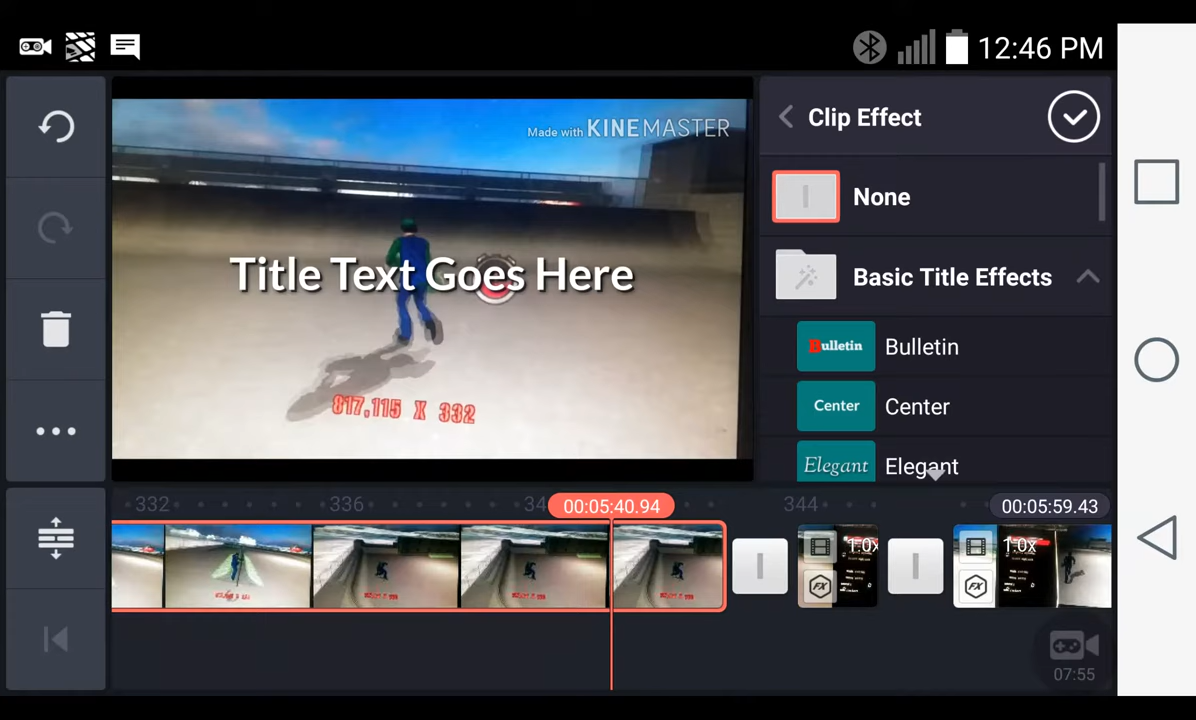 12:46 PM
Clip Effect
Made with KINEMASTER
None
Title Text Goes Here
Basic Title Effects
Bulletin Bulletin
Center Center
817,115 X 332
Elegant Elegant
332 336 34 00:05:40.94 344 00:05:59.43
1.0x 1.0x
FX FX
07:55